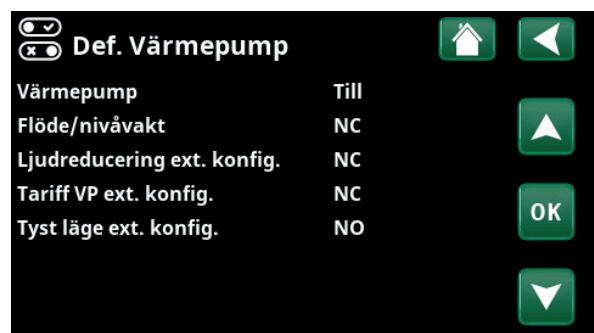 Def. Värmepump
Värmepump Till
Flöde/nivåvakt NC
Ljudreducering ext. konfig. NC
Tariff VP ext. konfig. NC
Tyst läge ext. konfig. NO
OK